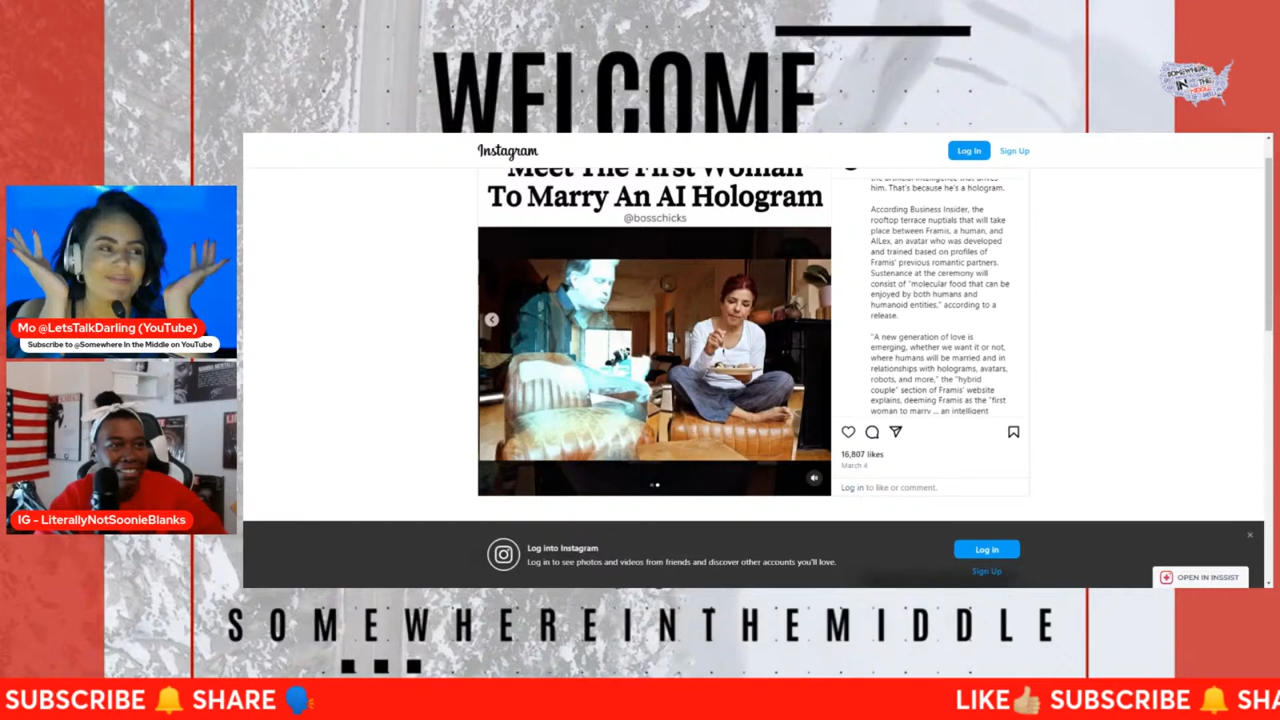 WELCOME
SOMEWHERE
IN THE
MIDDLE
Instagram
Log In
Sign Up
Meet The First Woman
To Marry An AI Hologram
@bosschicks
him. That's because he's a hologram.
According Business Insider, the
rooftop terrace nuptials that will take
place between Framis, a human, and
AILex, an avatar who was developed
and trained based on profiles of
Framis' previous romantic partners.
Sustenance at the ceremony will
consist of "molecular food that can be
enjoyed by both humans and
humanoid entities," according to a
release.
"A new generation of love is
emerging, whether we want it or not,
where humans will be married and in
relationships with holograms, avatars,
robots, and more," the "hybrid
couple" section of Framis' website
explains, deeming Framis as the "first
woman to marry ... an intelligent
16,807 likes
March 4
Log in to like or comment.
Mo @LetsTalkDarling (YouTube)
Subscribe to @Somewhere In the Middle on YouTube
IG - LiterallyNotSoonieBlanks
Log into Instagram
Log in to see photos and videos from friends and discover other accounts you'll love.
Log in
Sign Up
OPEN IN INSSIST
SOMEWHEREINTHEMIDDLE
SUBSCRIBE 🔔 SHARE 🗣️
LIKE👍🏼 SUBSCRIBE 🔔 SHA